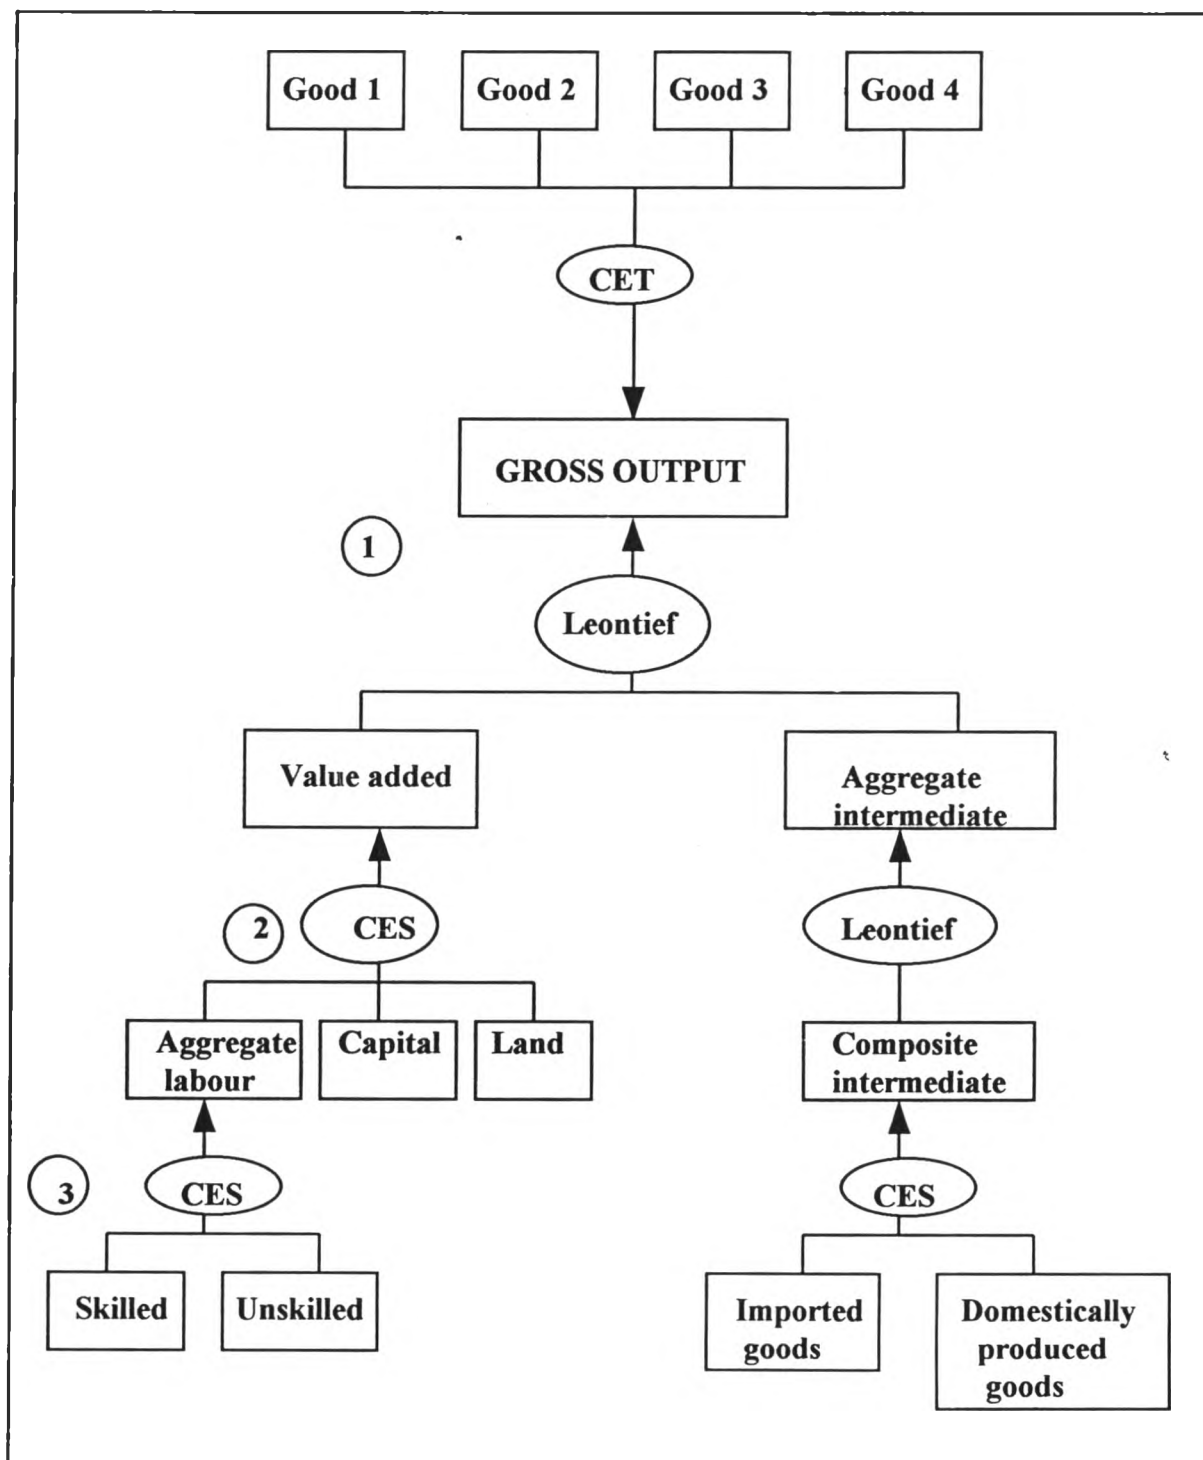 Good 1
Good 2
Good 3
Good 4
CET
GROSS OUTPUT
1
Leontief
Value added
Aggregate
intermediate
2
CES
Leontief
Aggregate
labour
Capital
Land
Composite
intermediate
3
CES
CES
Skilled
Unskilled
Imported
goods
Domestically
produced
goods